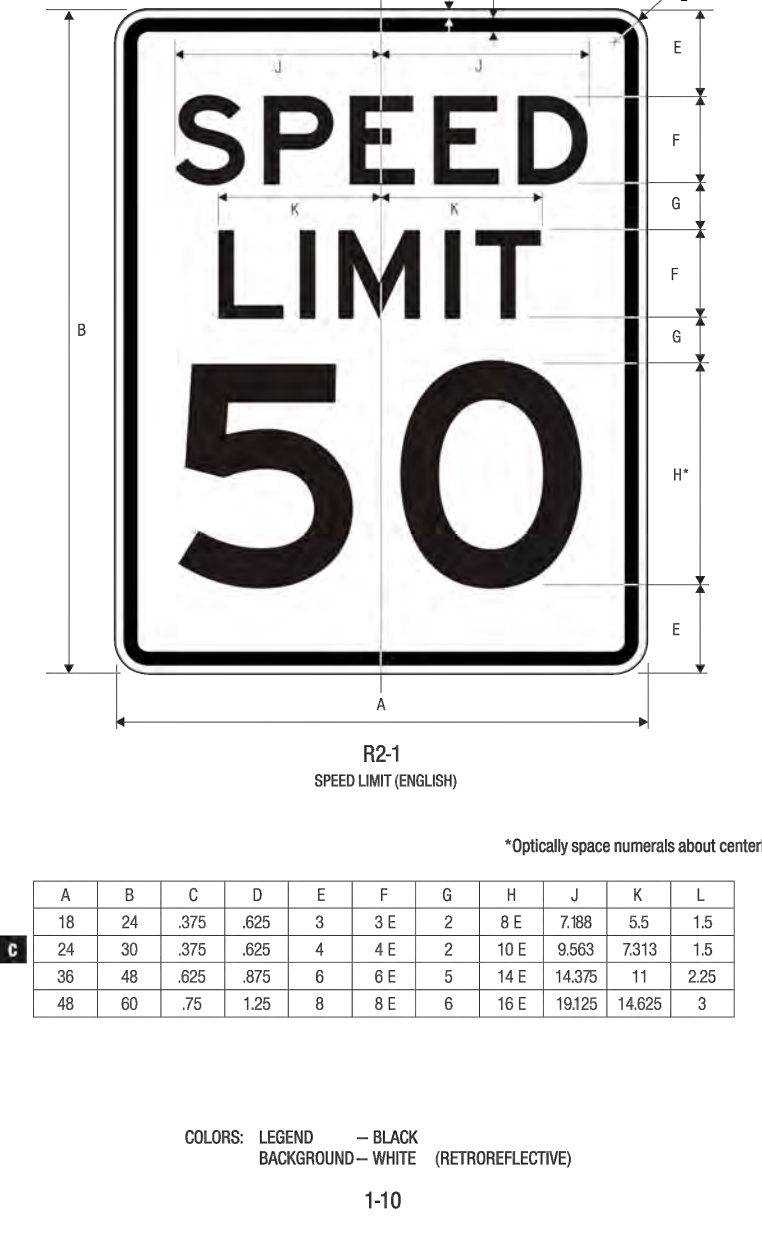 E
J J
SPEED
F
K K
G
LIMIT
F
B
G
50
H*
E
A
R2-1
SPEED LIMIT (ENGLISH)
*Optically space numerals about
A B C D E F G H J K L
18 24 .375 .625 3 3 E 2 8 E 7.188 5.5 1.5
C
24 30 .375 .625 4 4 E 2 10 E 9.563 7.313 1.5
36 48 .625 .875 6 6 E 5 14 E 14.375 11 2.25
48 60 .75 1.25 8 8 E 6 16 E 19.125 14.625 3
COLORS: LEGEND – BLACK
BACKGROUND – WHITE (RETROREFLECTIVE)
1-10